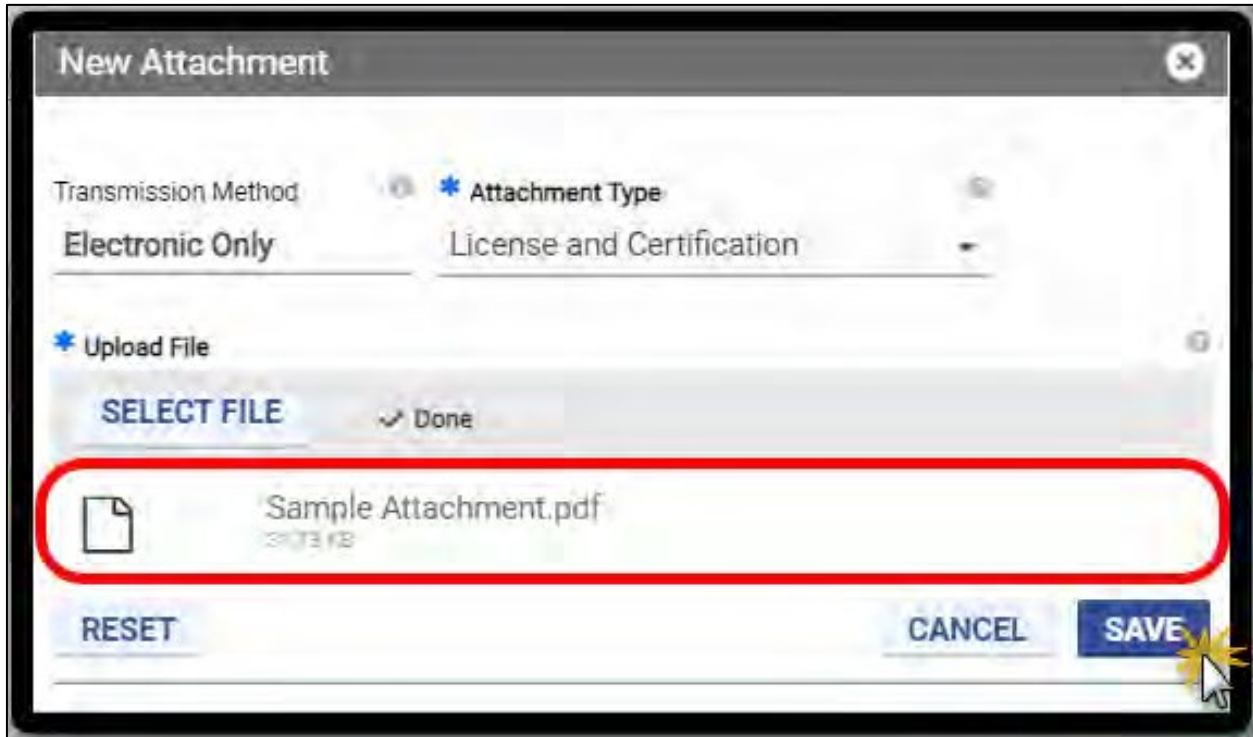 New Attachment
Transmission Method * Attachment Type
Electronic Only License and Certification
* Upload File
SELECT FILE Done
Sample Attachment.pdf
KB
RESET CANCEL SAVE